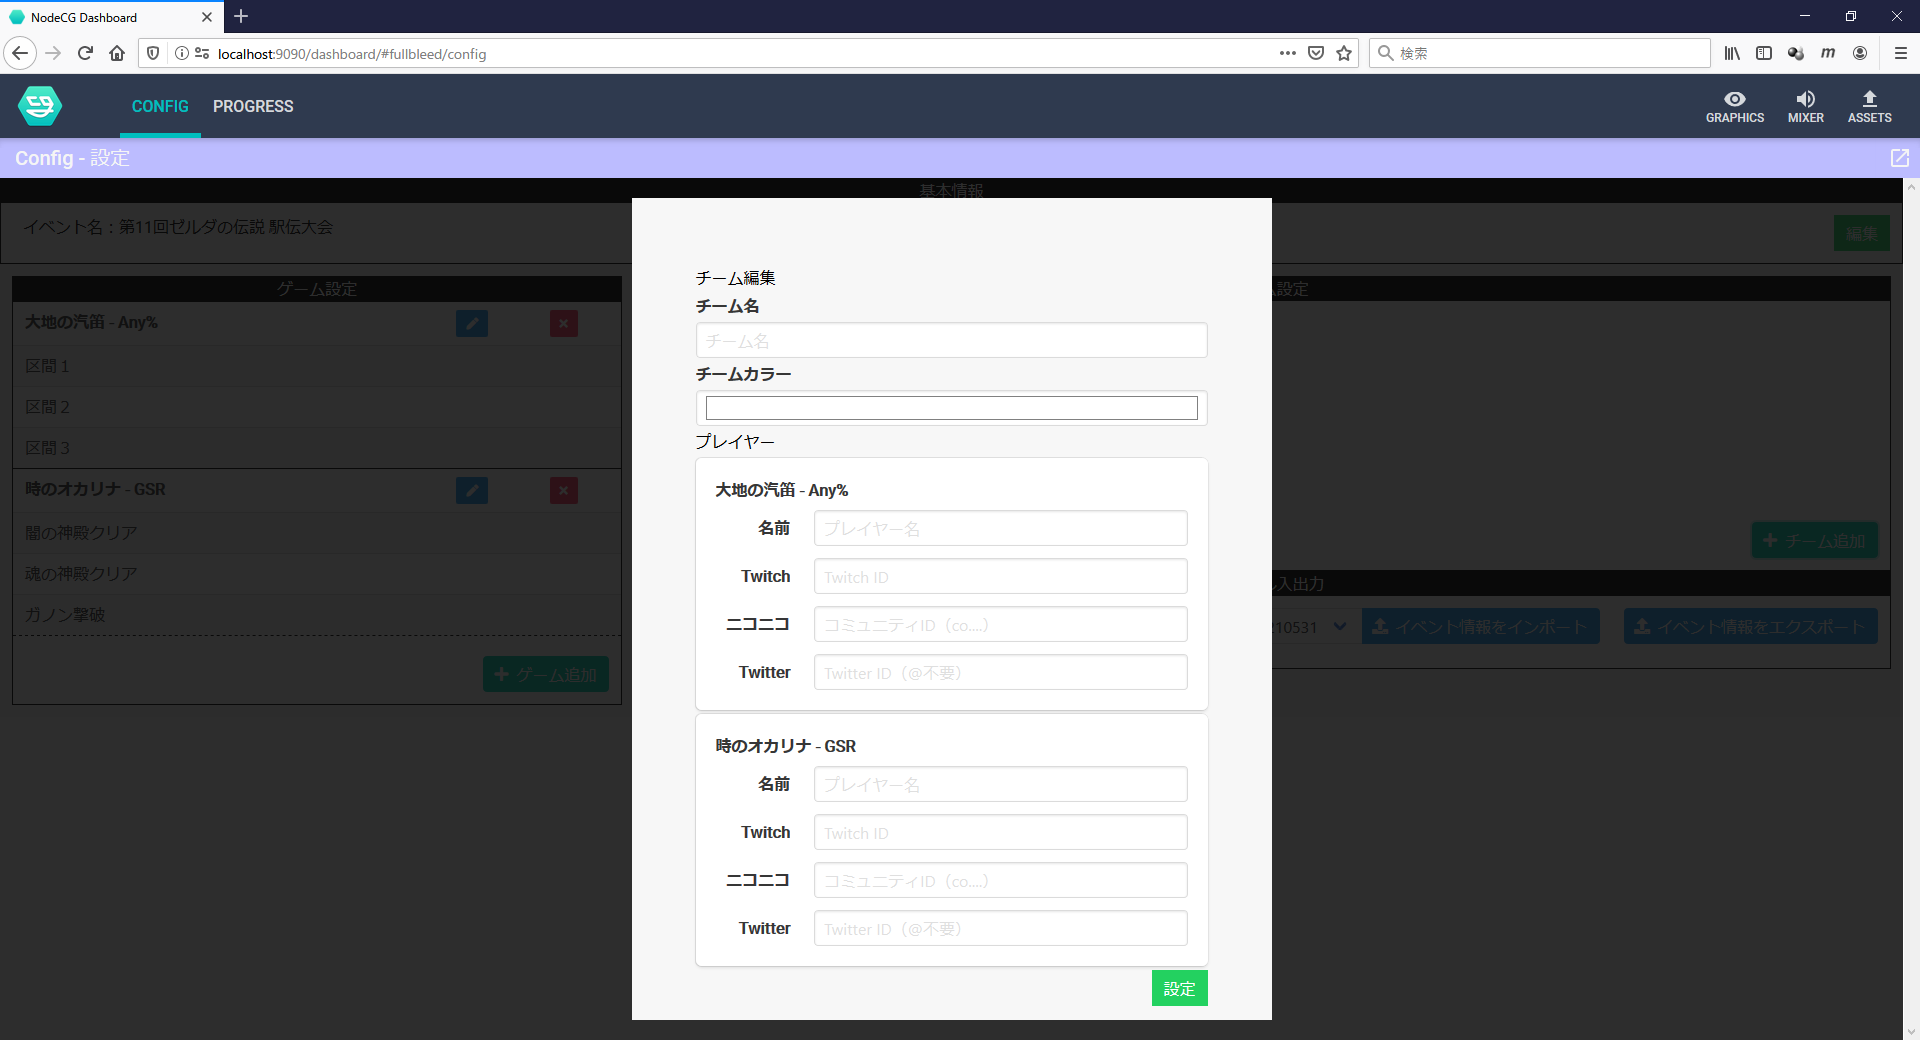 NodeCG Dashboard
localhost:9090/dashboard/#fullbleed/config
検索
CONFIG
PROGRESS
GRAPHICS
MIXER
ASSETS
Config - 設定
基本情報
イベント名：第11回ゼルダの伝説 駅伝大会
編集
ゲーム設定
大地の汽笛 - Any%
区間 1
区間 2
区間 3
時のオカリナ - GSR
闇の神殿クリア
魂の神殿クリア
ガノン撃破
ゲーム追加
チーム編集
チーム名
チーム名
チームカラー
プレイヤー
大地の汽笛 - Any%
名前
プレイヤー名
Twitch
Twitch ID
ニコニコ
コミュニティID（co....）
Twitter
Twitter ID（@不要）
時のオカリナ - GSR
名前
プレイヤー名
Twitch
Twitch ID
ニコニコ
コミュニティID（co....）
Twitter
Twitter ID（@不要）
設定
設定
チーム追加
入出力
10531
イベント情報をインポート
イベント情報をエクスポート